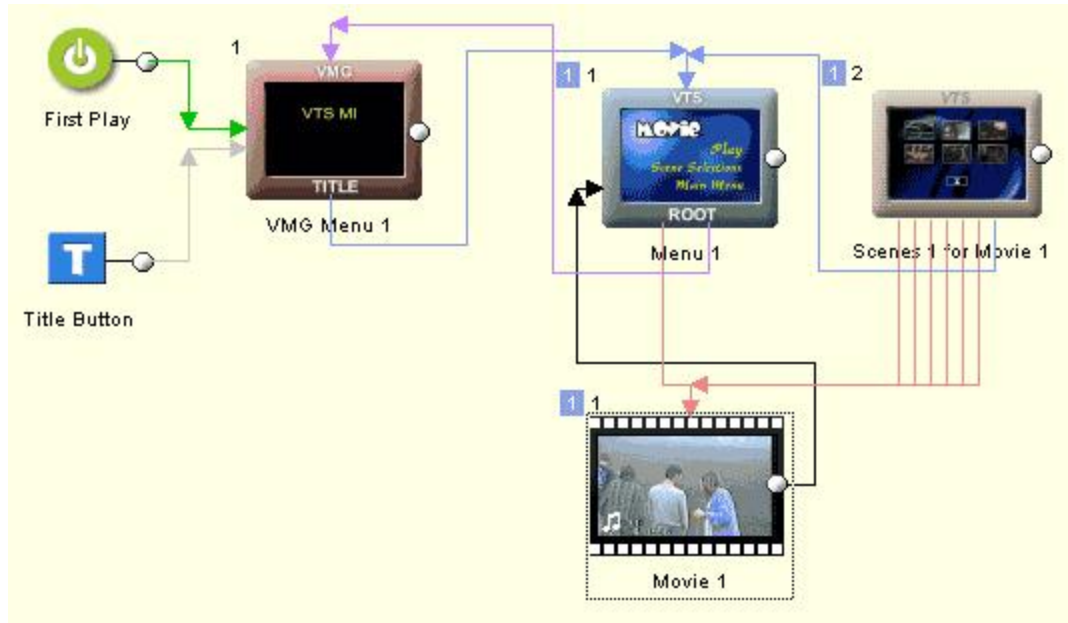 First Play
T
Title Button
1
VMG
VTS MI
TITLE
VMG Menu 1
1 1
VTS
MOVIE
Play
Scene Selections
Main Menu
ROOT
Menu 1
1 2
VTS
Scenes 1 for Movie 1
1 1
Movie 1